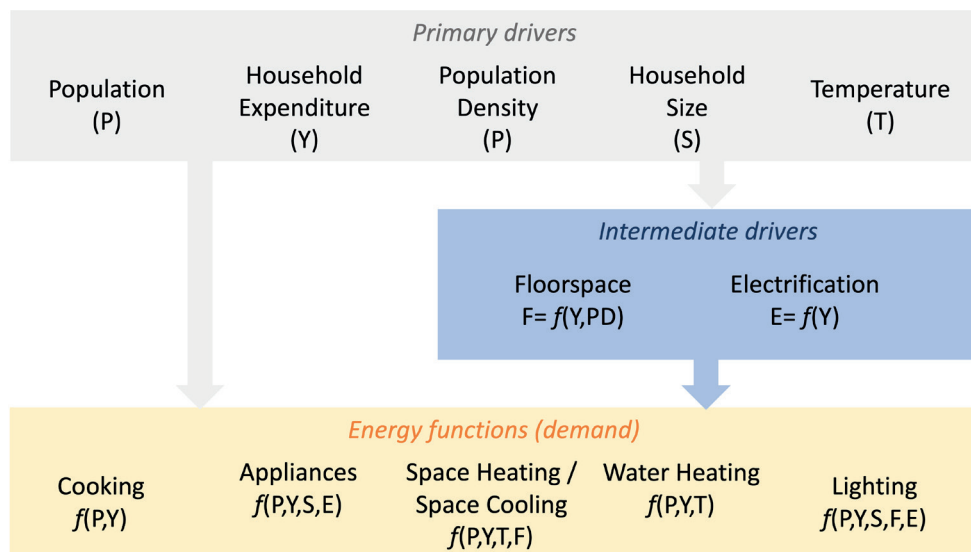 Primary drivers
Population
(P)
Household
Expenditure
(Y)
Population
Density
(P)
Household
Size
(S)
Temperature
(T)
Intermediate drivers
Floorspace
F= f(Y,PD)
Electrification
E= f(Y)
Energy functions (demand)
Cooking
f(P,Y)
Appliances
f(P,Y,S,E)
Space Heating /
Space Cooling
f(P,Y,T,F)
Water Heating
f(P,Y,T)
Lighting
f(P,Y,S,F,E)